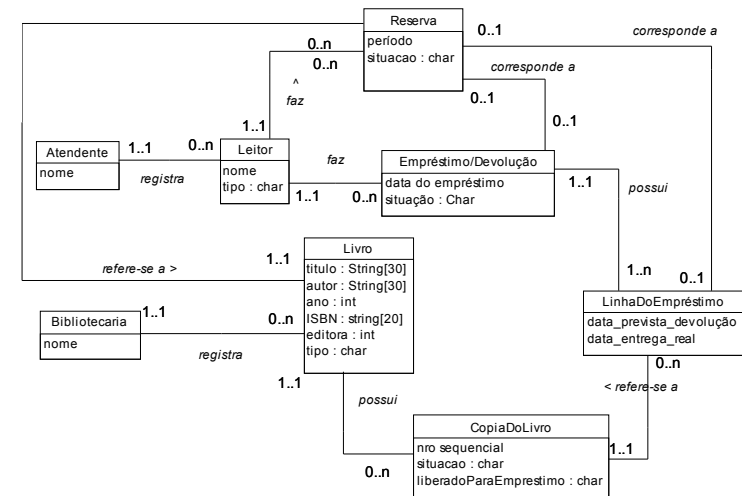 Reserva
período
situacao : char
0..1
corresponde a
0..n
0..n
corresponde a
^
faz
0..1
1..1
0..1
Atendente
nome
1..1
0..n
registra
Leitor
nome
tipo : char
faz
1..1
0..n
Empréstimo/Devolução
data do empréstimo
situação : Char
1..1
possui
1..n
0..1
refere-se a >
1..1
Livro
titulo : String[30]
autor : String[30]
ano : int
ISBN : string[20]
editora : int
tipo : char
LinhaDoEmpréstimo
data_prevista_devolução
data_entrega_real
Bibliotecaria
nome
1..1
0..n
registra
1..1
possui
0..n
0..n
< refere-se a
CopiaDoLivro
nro sequencial
situacao : char
liberadoParaEmprestimo : char
1..1